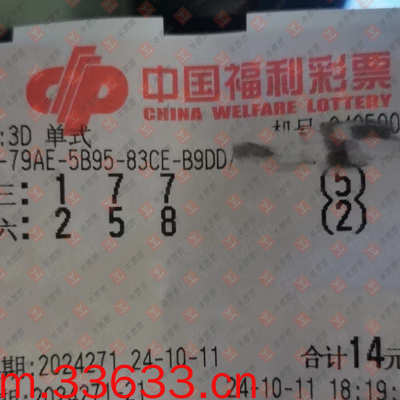 中国福利彩票
CHINA WELFARE LOTTERY
:3D 单式
-79AE-5B95-83CE-B9DD/
三: 1 7 7 (5)
六: 2 5 8 (2)
期:2024271 24-10-11 合计14元
m.33633.cn
24-10-11 18:19: